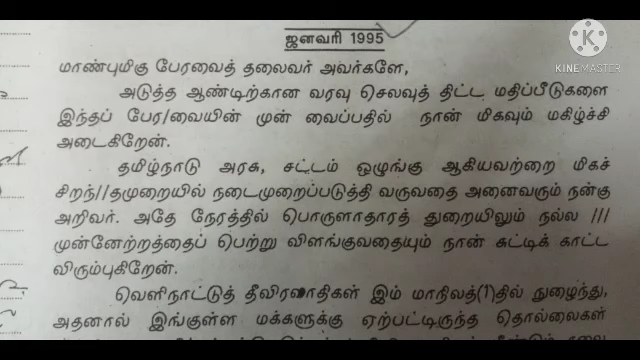 ஜனவரி 1995
KINEMASTER
மாண்புமிகு பேரவைத் தலைவர் அவர்களே,
அடுத்த ஆண்டிற்கான வரவு செலவுத் திட்ட மதிப்பீடுகளை
இந்தப் பேர/வையின் முன் வைப்பதில் நான் மிகவும் மகிழ்ச்சி
அடைகிறேன்.
தமிழ்நாடு அரசு, சட்டம் ஒழுங்கு ஆகியவற்றை மிகச்
சிறந்//தமுறையில் நடைமுறைப்படுத்தி வருவதை அனைவரும் நன்கு
அறிவர். அதே நேரத்தில் பொருளாதாரத் துறையிலும் நல்ல ///
முன்னேற்றத்தைப் பெற்று விளங்குவதையும் நான் சுட்டிக் காட்ட
விரும்புகிறேன்.
வெளிநாட்டுத் தீவிரவாதிகள் இம் மாநிலத்(1)தில் நுழைந்து,
அதனால் இங்குள்ள மக்களுக்கு ஏற்பட்டிருந்த தொல்லைகள்